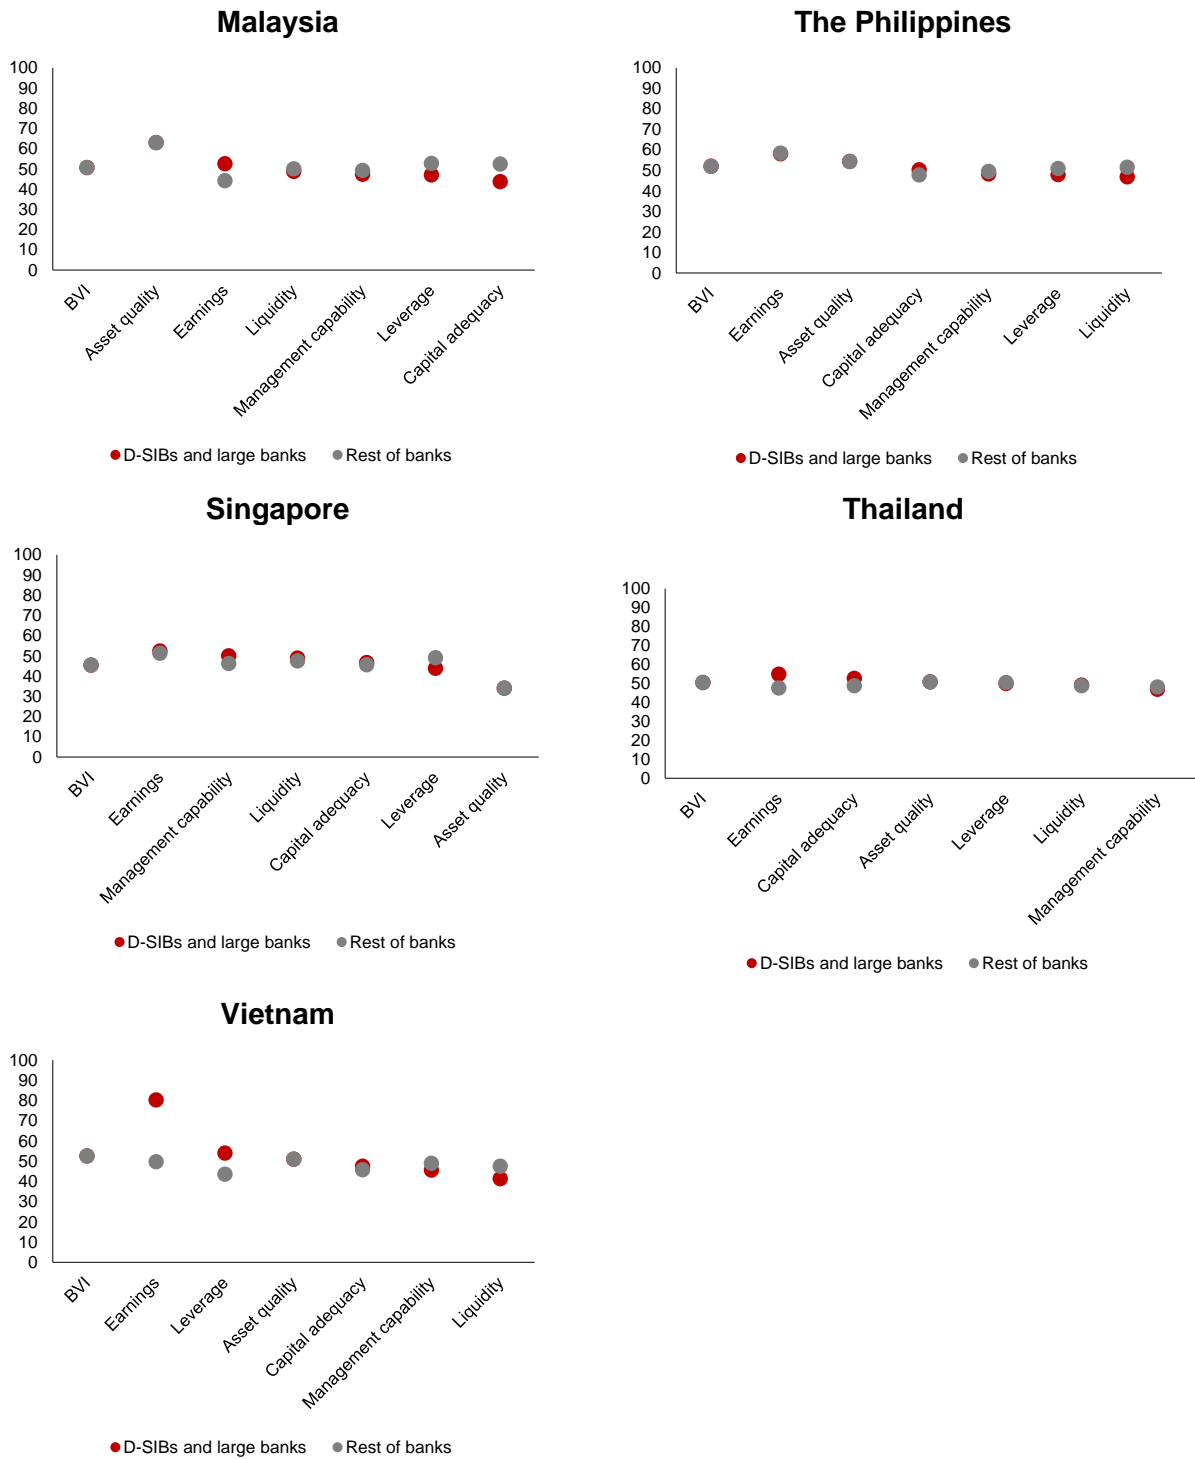 Malaysia
100
90
80
70
60
50
40
30
20
10
0
BVI
Asset quality
Earnings
Liquidity
Management capability
Leverage
Capital adequacy
D-SIBs and large banks Rest of banks
The Philippines
100
90
80
70
60
50
40
30
20
10
0
BVI
Earnings
Asset quality
Capital adequacy
Management capability
Leverage
Liquidity
D-SIBs and large banks Rest of banks
Singapore
100
90
80
70
60
50
40
30
20
10
0
BVI
Earnings
Management capability
Liquidity
Capital adequacy
Leverage
Asset quality
D-SIBs and large banks Rest of banks
Thailand
100
90
80
70
60
50
40
30
20
10
0
BVI
Earnings
Capital adequacy
Asset quality
Leverage
Liquidity
Management capability
D-SIBs and large banks Rest of banks
Vietnam
100
90
80
70
60
50
40
30
20
10
0
BVI
Earnings
Leverage
Asset quality
Capital adequacy
Management capability
Liquidity
D-SIBs and large banks Rest of banks